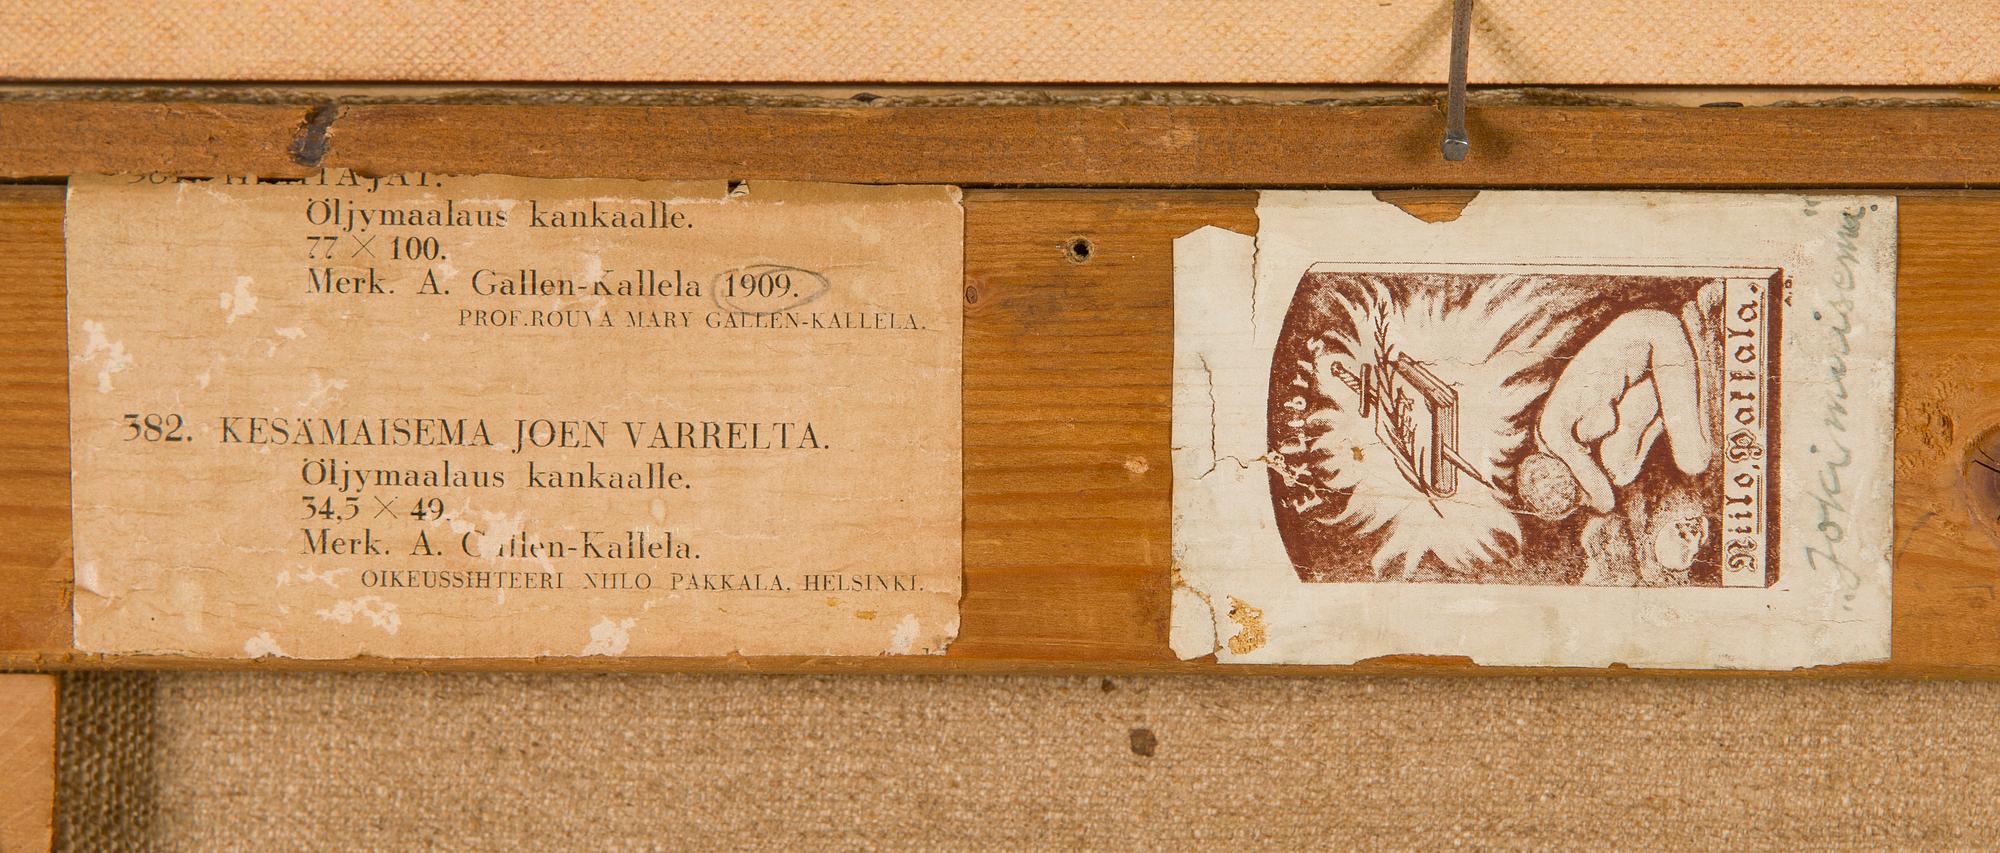 Öljymaalaus kankaalle.
77 × 100.
Merk. A. Gallen-Kallela 1909.
PROF.ROUVA MARY GALLEN-KALLELA.
382. KESÄMAISEMA JOEN VARRELTA.
Öljymaalaus kankaalle.
34,5 × 49.
Merk. A. Gallen-Kallela.
OIKEUSSIHTEERI NIILO PAKKALA, HELSINKI.
Ex Libris
Niilo Pakkala.
"Jokimaisema".